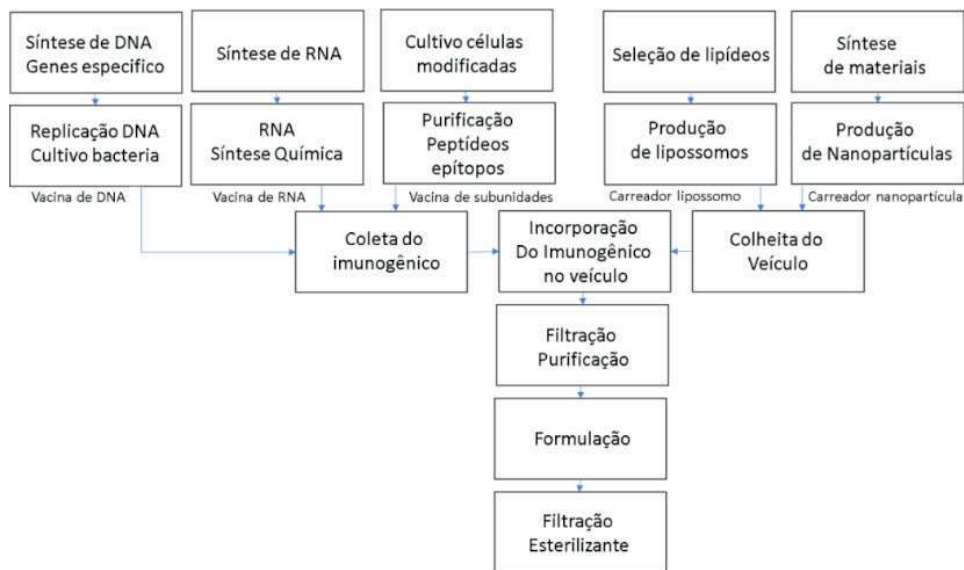 Síntese de DNA
Genes especifico
Síntese de RNA
Cultivo células
modificadas
Seleção de lipídeos
Síntese
de materiais
Replicação DNA
Cultivo bacteria
RNA
Síntese Química
Purificação
Peptídeos
epítopos
Produção
de lipossomos
Produção
de Nanopartículas
Vacina de DNA
Vacina de RNA
Vacina de subunidades
Carreador lipossomo
Carreador nanopartícula
Coleta do
imunogênico
Incorporação
Do Imunogênico
no veículo
Colheita do
Veículo
Filtração
Purificação
Formulação
Filtração
Esterilizante